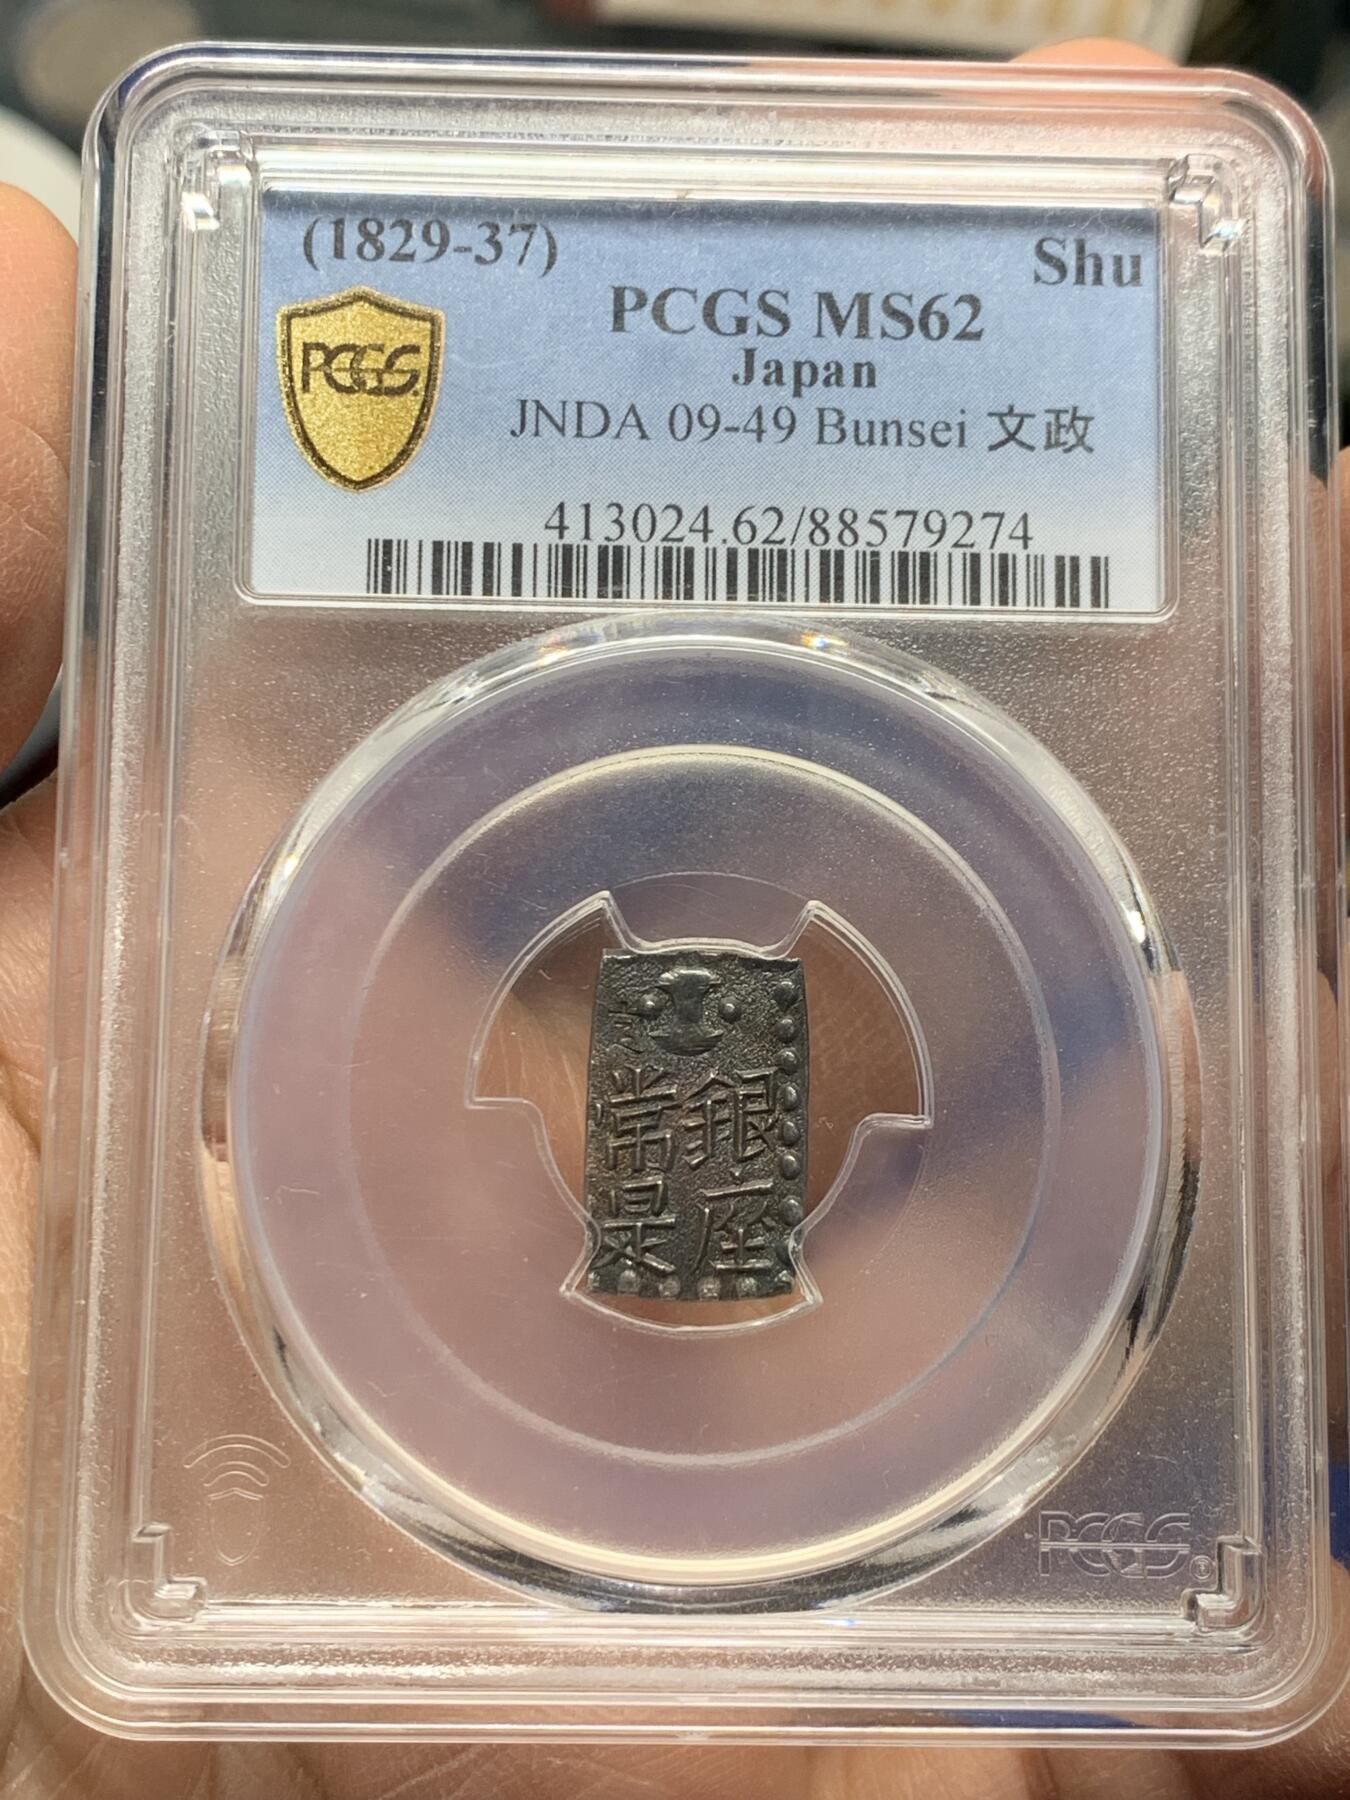 (1829-37) Shu
PCGS MS62
Japan
PCGS
JNDA 09-49 Bunsei 文政
413024.62/88579274
常 銀
是 座
PCGS®